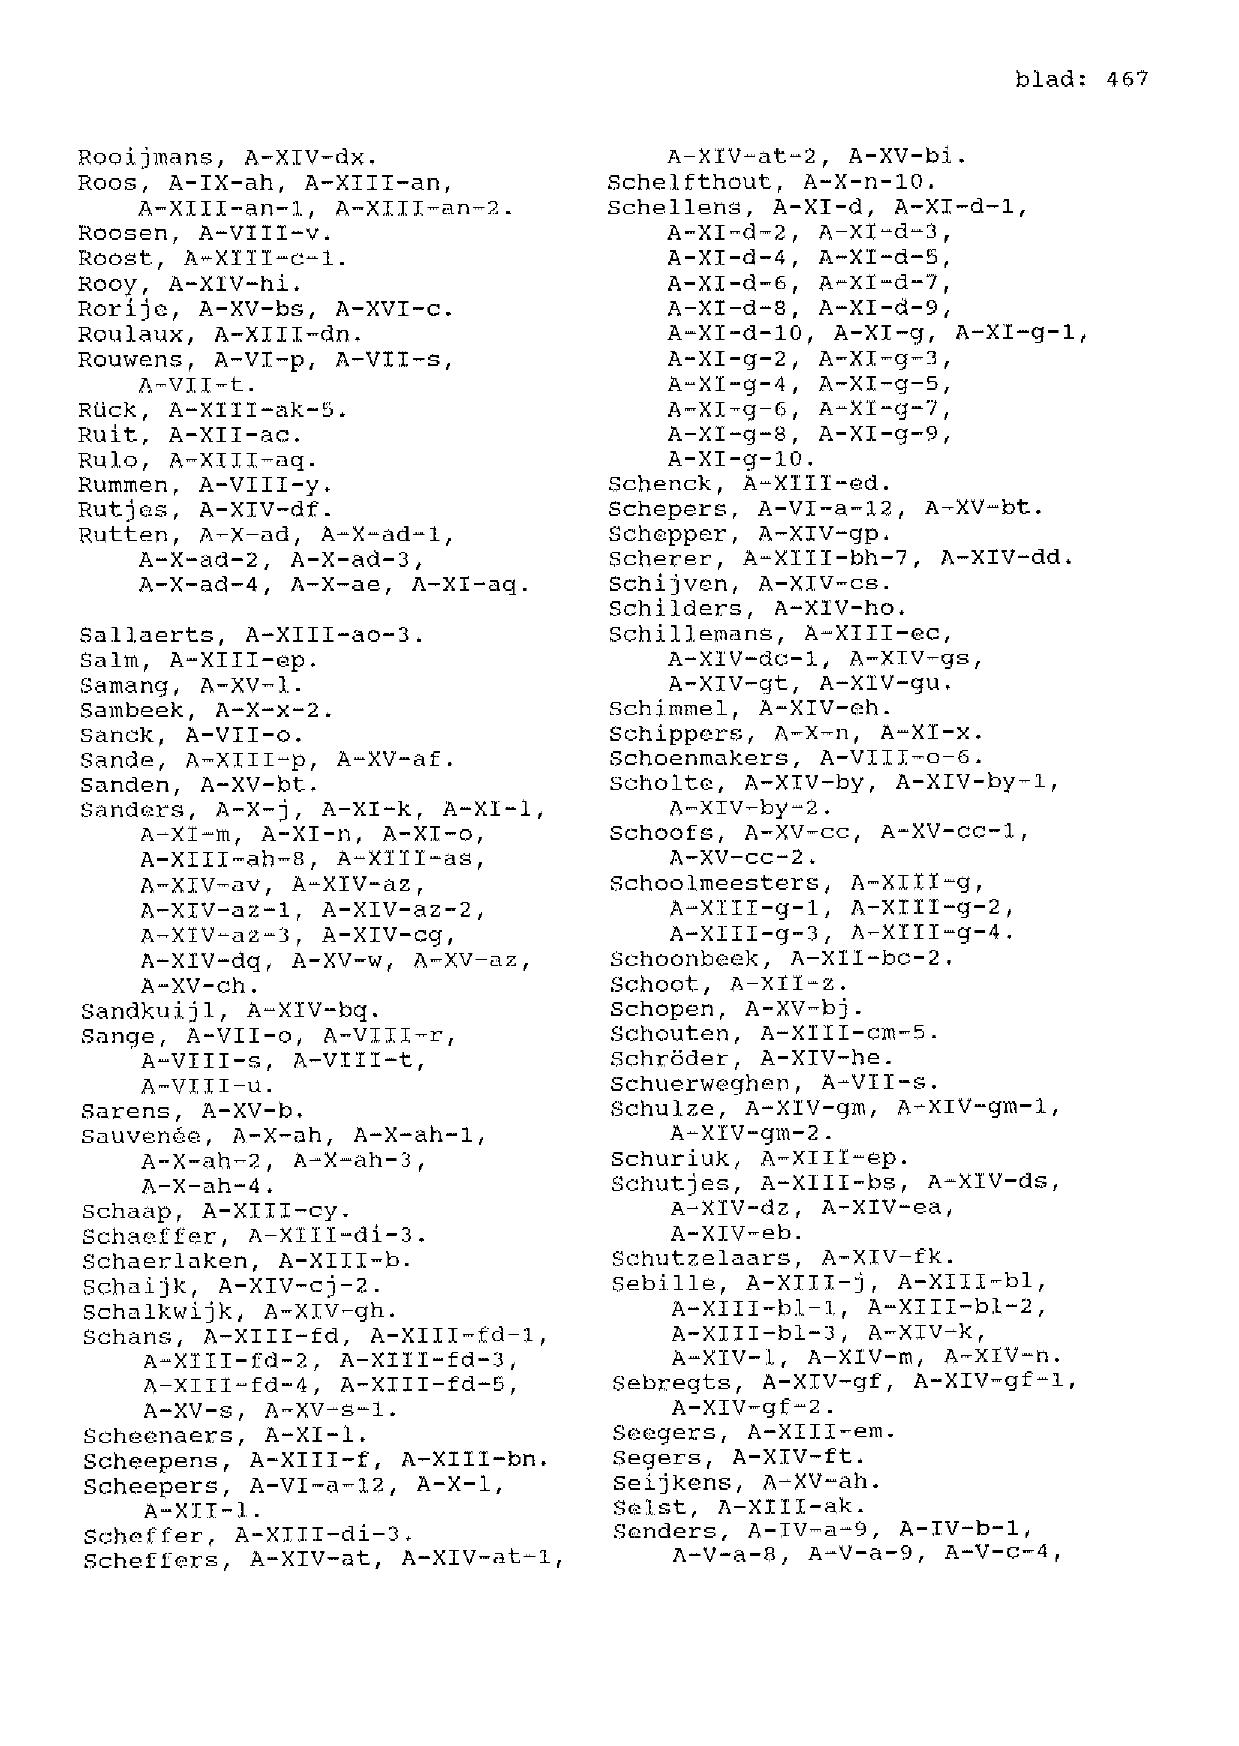 blad: 467
Rooijmans, A-XIV-dx.
Roos, A-IX-ah, A-XIII-an,
A-XIII-an-1, A-XIII-an-2.
Roosen, A-VIII-v.
Roost, A-XIII-c-1.
Rooy, A-XIV-hi.
Rorije, A-XV-bs, A-XVI-c.
Roulaux, A-XIII-dn.
Rouwens, A-VI-p, A-VII-s,
A-VII-t.
Rück, A-XIII-ak-5.
Ruit, A-XII-ac.
Rulo, A-XIII-aq.
Rummen, A-VIII-y.
Rutjes, A-XIV-df.
Rutten, A-X-ad, A-X-ad-1,
A-X-ad-2, A-X-ad-3,
A-X-ad-4, A-X-ae, A-XI-aq.
Sallaerts, A-XIII-ao-3.
Salm, A-XIII-ep.
Samang, A-XV-l.
Sambeek, A-X-x-2.
Sanck, A-VII-o.
Sande, A-XIII-p, A-XV-af.
Sanden, A-XV-bt.
Sanders, A-X-j, A-XI-k, A-XI-l,
A-XI-m, A-XI-n, A-XI-o,
A-XIII-ah-8, A-XIII-as,
A-XIV-av, A-XIV-az,
A-XIV-az-1, A-XIV-az-2,
A-XIV-az-3, A-XIV-cg,
A-XIV-dq, A-XV-w, A-XV-az,
A-XV-ch.
Sandkuijl, A-XIV-bq.
Sange, A-VII-o, A-VIII-r,
A-VIII-s, A-VIII-t,
A-VIII-u.
Sarens, A-XV-b.
Sauvenée, A-X-ah, A-X-ah-1,
A-X-ah-2, A-X-ah-3,
A-X-ah-4.
Schaap, A-XIII-cy.
Schaeffer, A-XIII-di-3.
Schaerlaken, A-XIII-b.
Schaijk, A-XIV-cj-2.
Schalkwijk, A-XIV-gh.
Schans, A-XIII-fd, A-XIII-fd-1,
A-XIII-fd-2, A-XIII-fd-3,
A-XIII-fd-4, A-XIII-fd-5,
A-XV-s, A-XV-s-1.
Scheenaers, A-XI-l.
Scheepens, A-XIII-f, A-XIII-bn.
Scheepers, A-VI-a-12, A-X-l,
A-XII-l.
Scheffer, A-XIII-di-3.
Scheffers, A-XIV-at, A-XIV-at-1,
A-XIV-at-2, A-XV-bi.
Schelfthout, A-X-n-10.
Schellens, A-XI-d, A-XI-d-1,
A-XI-d-2, A-XI-d-3,
A-XI-d-4, A-XI-d-5,
A-XI-d-6, A-XI-d-7,
A-XI-d-8, A-XI-d-9,
A-XI-d-10, A-XI-g, A-XI-g-1,
A-XI-g-2, A-XI-g-3,
A-XI-g-4, A-XI-g-5,
A-XI-g-6, A-XI-g-7,
A-XI-g-8, A-XI-g-9,
A-XI-g-10.
Schenck, A-XIII-ed.
Schepers, A-VI-a-12, A-XV-bt.
Schepper, A-XIV-gp.
Scherer, A-XIII-bh-7, A-XIV-dd.
Schijven, A-XIV-cs.
Schilders, A-XIV-ho.
Schillemans, A-XIII-ec,
A-XIV-dc-1, A-XIV-gs,
A-XIV-gt, A-XIV-gu.
Schimmel, A-XIV-eh.
Schippers, A-X-n, A-XI-x.
Schoenmakers, A-VIII-o-6.
Scholte, A-XIV-by, A-XIV-by-1,
A-XIV-by-2.
Schoofs, A-XV-cc, A-XV-cc-1,
A-XV-cc-2.
Schoolmeesters, A-XIII-g,
A-XIII-g-1, A-XIII-g-2,
A-XIII-g-3, A-XIII-g-4.
Schoonbeek, A-XII-bc-2.
Schoot, A-XII-z.
Schopen, A-XV-bj.
Schouten, A-XIII-cm-5.
Schröder, A-XIV-he.
Schuerweghen, A-VII-s.
Schulze, A-XIV-gm, A-XIV-gm-1,
A-XIV-gm-2.
Schuriuk, A-XIII-ep.
Schutjes, A-XIII-bs, A-XIV-ds,
A-XIV-dz, A-XIV-ea,
A-XIV-eb.
Schutzelaars, A-XIV-fk.
Sebille, A-XIII-j, A-XIII-bl,
A-XIII-bl-1, A-XIII-bl-2,
A-XIII-bl-3, A-XIV-k,
A-XIV-l, A-XIV-m, A-XIV-n.
Sebregts, A-XIV-gf, A-XIV-gf-1,
A-XIV-gf-2.
Seegers, A-XIII-em.
Segers, A-XIV-ft.
Seijkens, A-XV-ah.
Selst, A-XIII-ak.
Senders, A-IV-a-9, A-IV-b-1,
A-V-a-8, A-V-a-9, A-V-c-4,